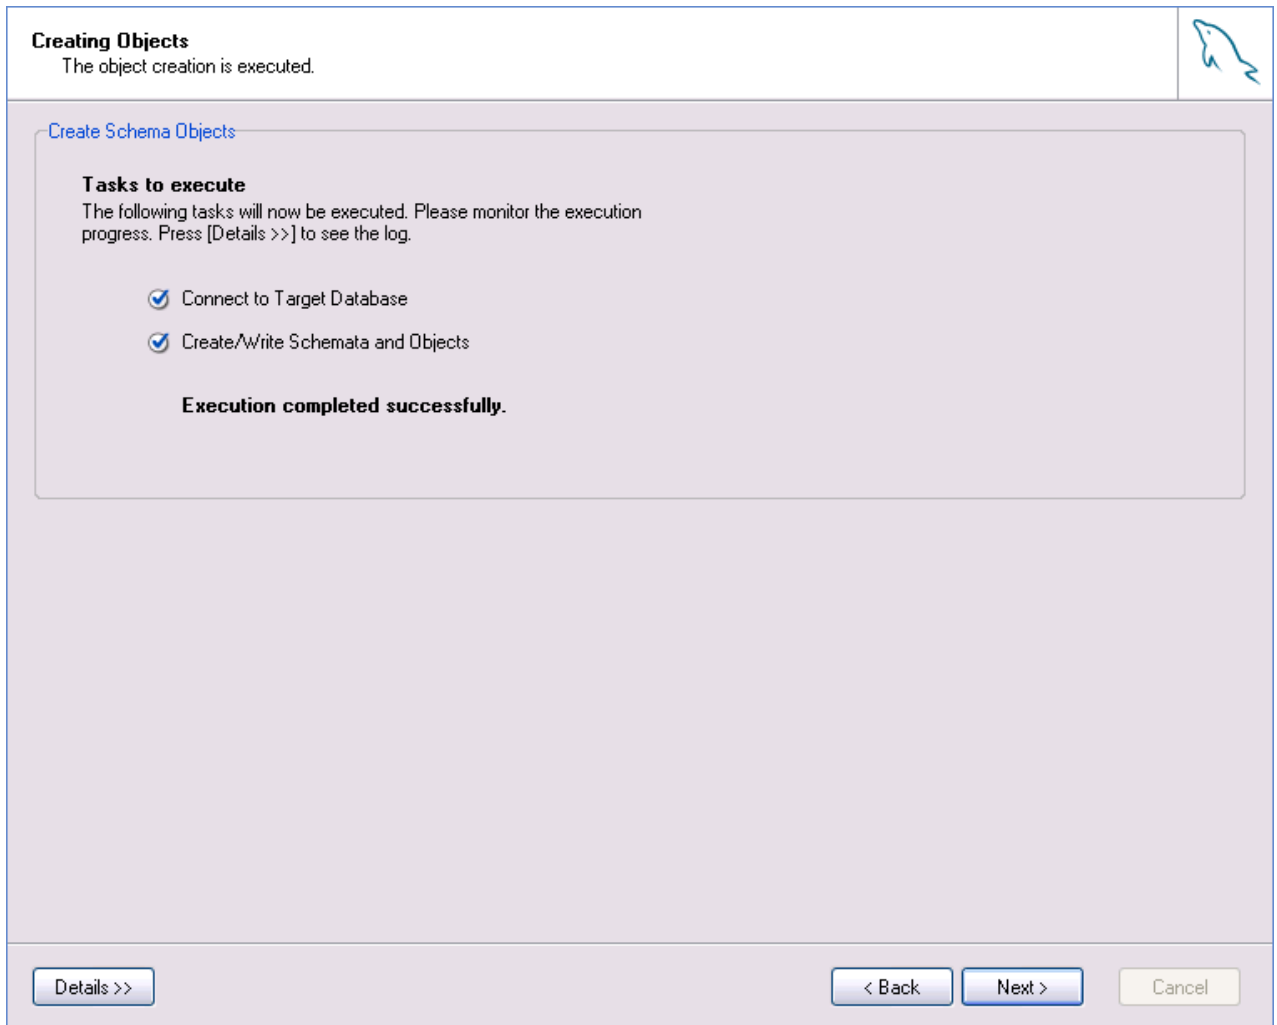 Creating Objects
The object creation is executed.
Create Schema Objects
Tasks to execute
The following tasks will now be executed. Please monitor the execution
progress. Press [Details >>] to see the log.
Connect to Target Database
Create/Write Schemata and Objects
Execution completed successfully.
Details >>
< Back
Next >
Cancel